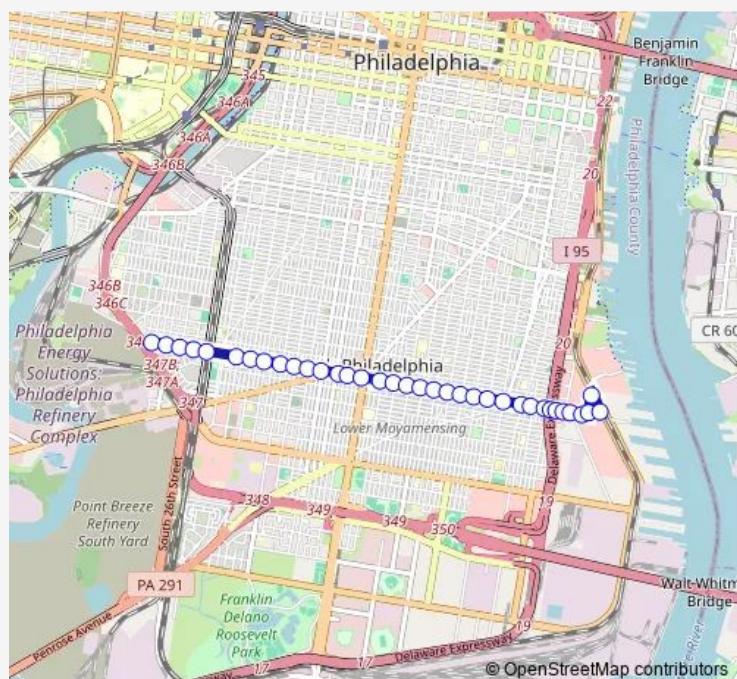 Philadelphia
Benjamin
Franklin
Bridge
345
346A
346A
346B
22
20
Philadelphia County
I 95
346B
346C
CR 60
Philadelphia
Energy
Solutions:
Philadelphia
Refinery
Complex
34
347B
347A
347
20
Philadelphia
Lower Moyamensing
Delaware Expressway
Point Breeze
Refinery
South Yard
South 26th Street
348
349
349
350
19
PA 291
Walt-Whitm
Bridge
Penrose Avenue
Franklin
Delano
Roosevelt
Park
19
17
17
Delaware Expressway
e River
© OpenStreetMap contributors